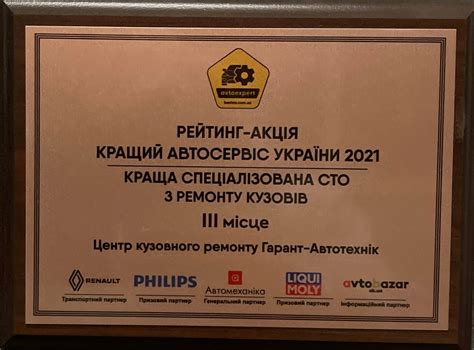 avtoexpert
РЕЙТИНГ-АКЦІЯ
КРАЩИЙ АВТОСЕРВІС УКРАЇНИ 2021
КРАЩА СПЕЦІАЛІЗОВАНА СТО
З РЕМОНТУ КУЗОВІВ
III місце
Центр кузовного ремонту Гарант-Автотехнік
RENAULT PHILIPS Автомеханіка LIQUI MOLY avtobazar
Транспортний партнер Призовий партнер Генеральний партнер Призовий партнер Інформаційний партнер